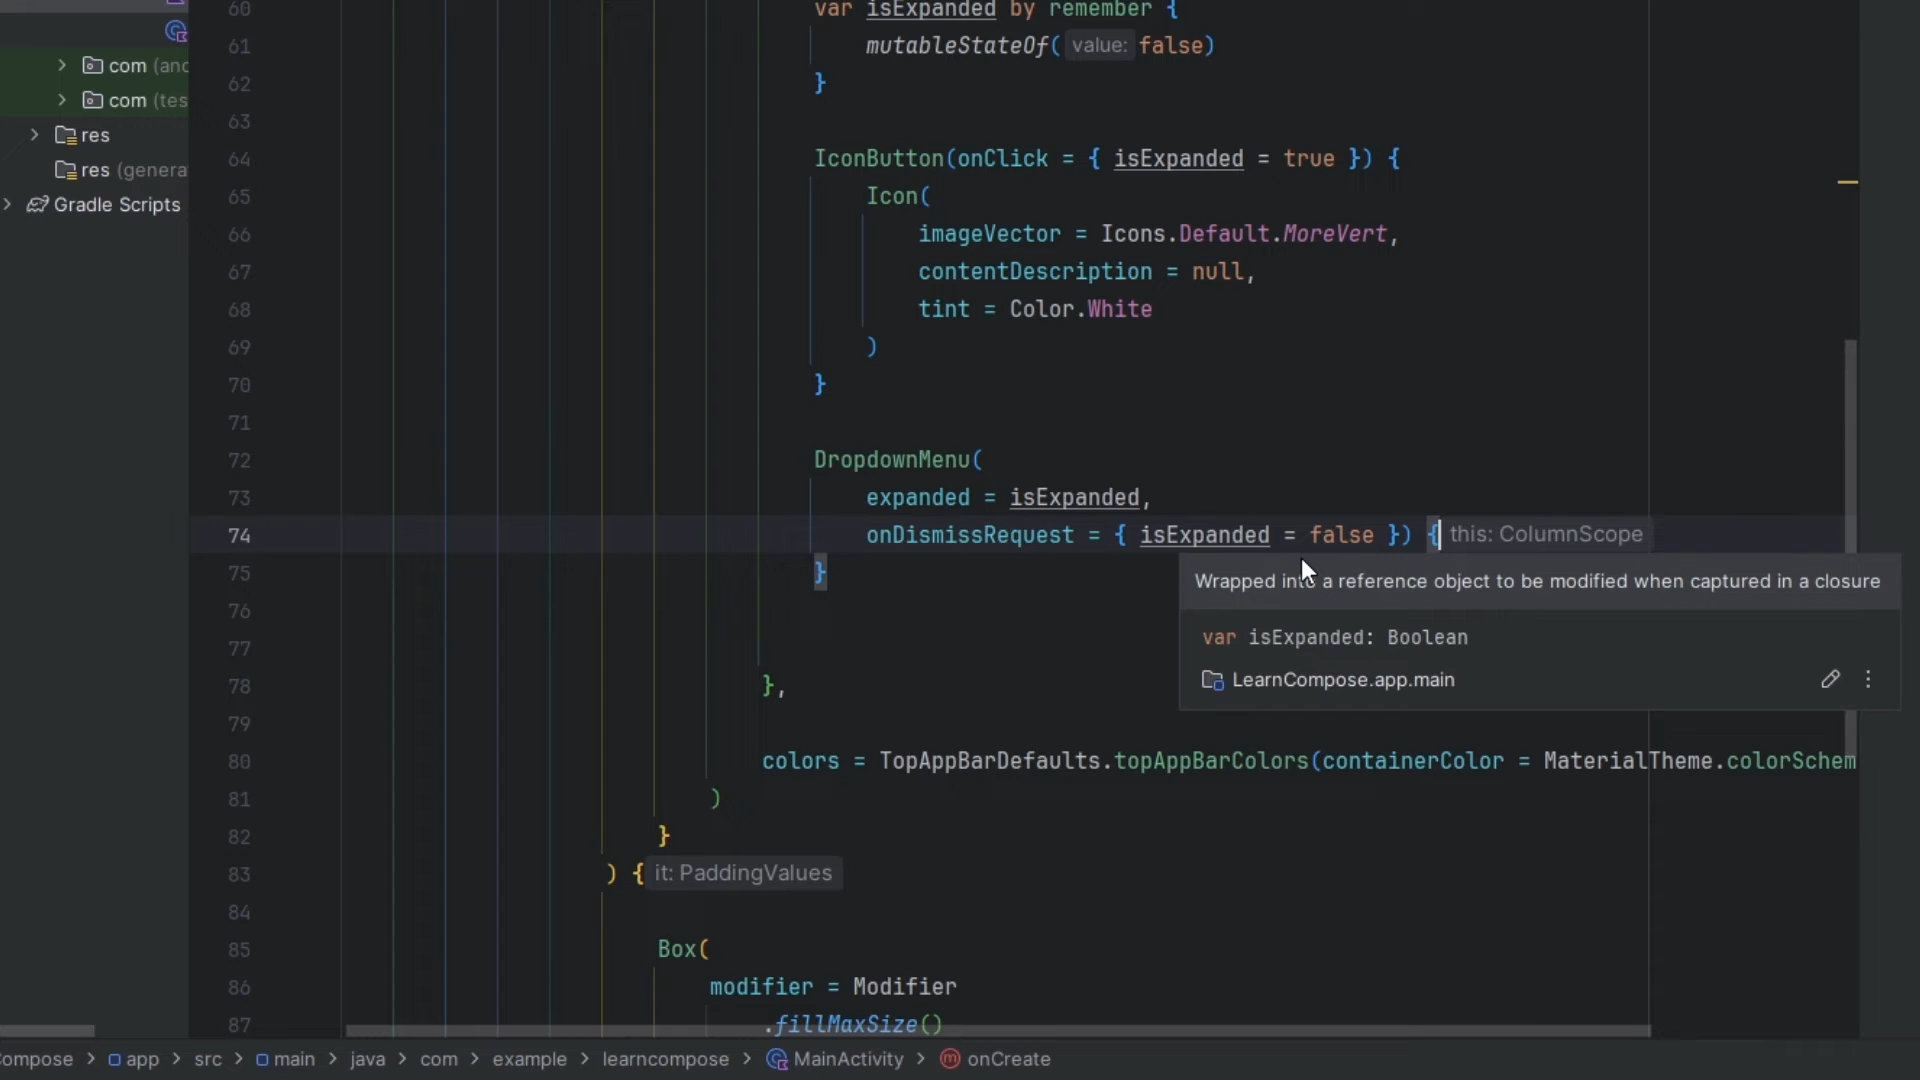 com (and
com (tes
res
res (genera
Gradle Scripts
60 var isExpanded by remember {
61 mutableStateOf( value: false)
62 }
63
64 IconButton(onClick = { isExpanded = true }) {
65 Icon(
66 imageVector = Icons.Default.MoreVert,
67 contentDescription = null,
68 tint = Color.White
69 )
70 }
71
72 DropdownMenu(
73 expanded = isExpanded,
74 onDismissRequest = { isExpanded = false }) { this: ColumnScope
75 }
Wrapped into a reference object to be modified when captured in a closure
76
var isExpanded: Boolean
77
LearnCompose.app.main
78 },
79
80 colors = TopAppBarDefaults.topAppBarColors(containerColor = MaterialTheme.colorSchem
81 )
82 }
83 ) { it: PaddingValues
84
85 Box(
86 modifier = Modifier
87 .fillMaxSize()
ompose > app > src > main > java > com > example > learncompose > MainActivity > onCreate